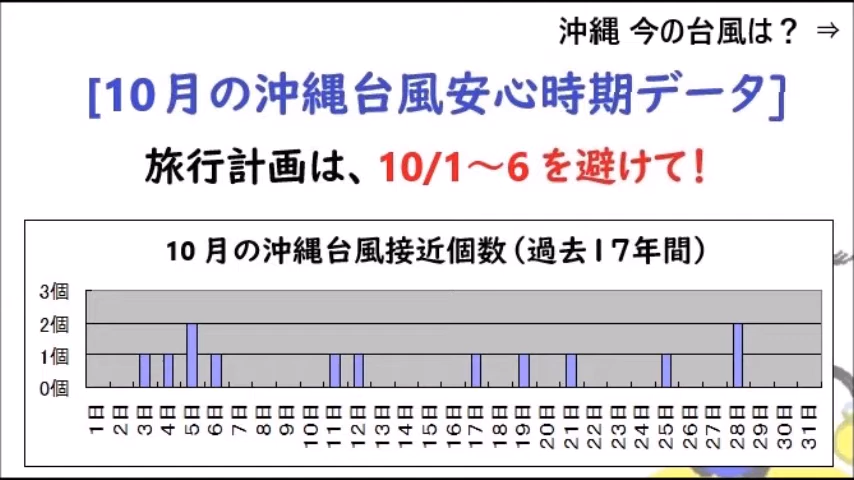 沖縄 今の台風は？ ⇒
[10月の沖縄台風安心時期データ]
旅行計画は、10/1～6を避けて！
10月の沖縄台風接近個数（過去17年間）
3個
2個
1個
0個
1日 2日 3日 4日 5日 6日 7日 8日 9日 10日 11日 12日 13日 14日 15日 16日 17日 18日 19日 20日 21日 22日 23日 24日 25日 26日 27日 28日 29日 30日 31日